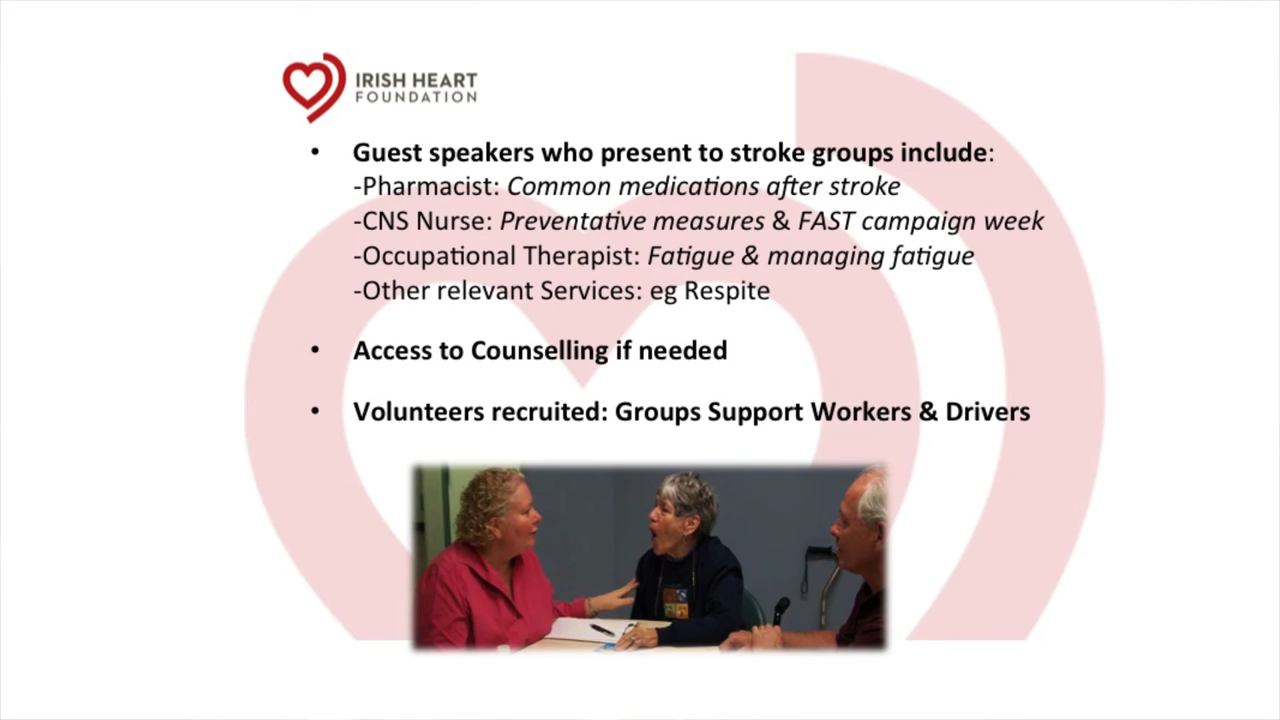 IRISH HEART
FOUNDATION
• Guest speakers who present to stroke groups include:
-Pharmacist: Common medications after stroke
-CNS Nurse: Preventative measures & FAST campaign week
-Occupational Therapist: Fatigue & managing fatigue
-Other relevant Services: eg Respite
• Access to Counselling if needed
• Volunteers recruited: Groups Support Workers & Drivers